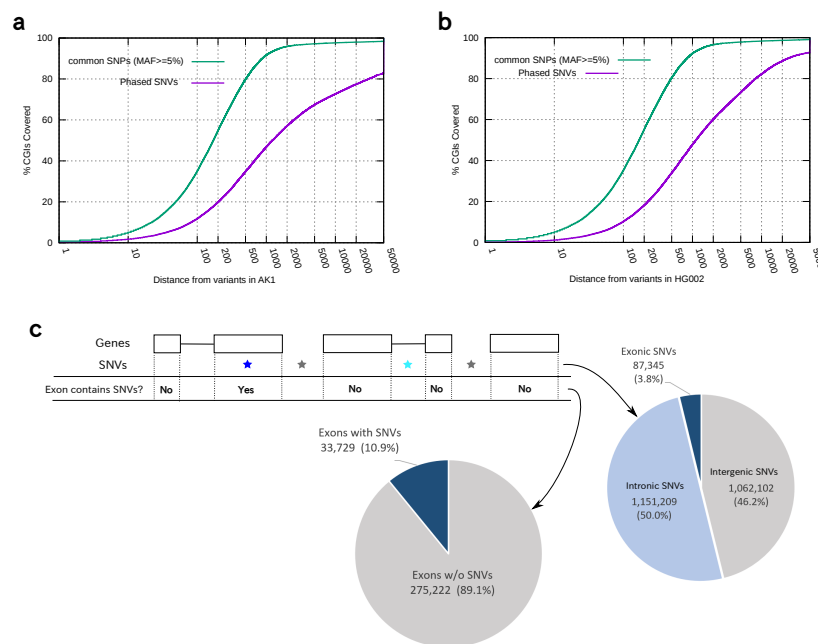 a
100
80
60
40
20
0
% CGIs Covered
common SNPs (MAF>=5%)
Phased SNVs
1
10
100
200
500
1000
2000
5000
10000
20000
50000
Distance from variants in AK1
b
100
80
60
40
20
0
% CGIs Covered
common SNPs (MAF>=5%)
Phased SNVs
1
10
100
200
500
1000
2000
5000
10000
20000
Distance from variants in HG002
c
Genes
SNVs
Exon contains SNVs?
No
Yes
No
No
No
Exons with SNVs
33,729 (10.9%)
Exons w/o SNVs
275,222 (89.1%)
Exonic SNVs
87,345
(3.8%)
Intronic SNVs
1,151,209
(50.0%)
Intergenic SNVs
1,062,102
(46.2%)